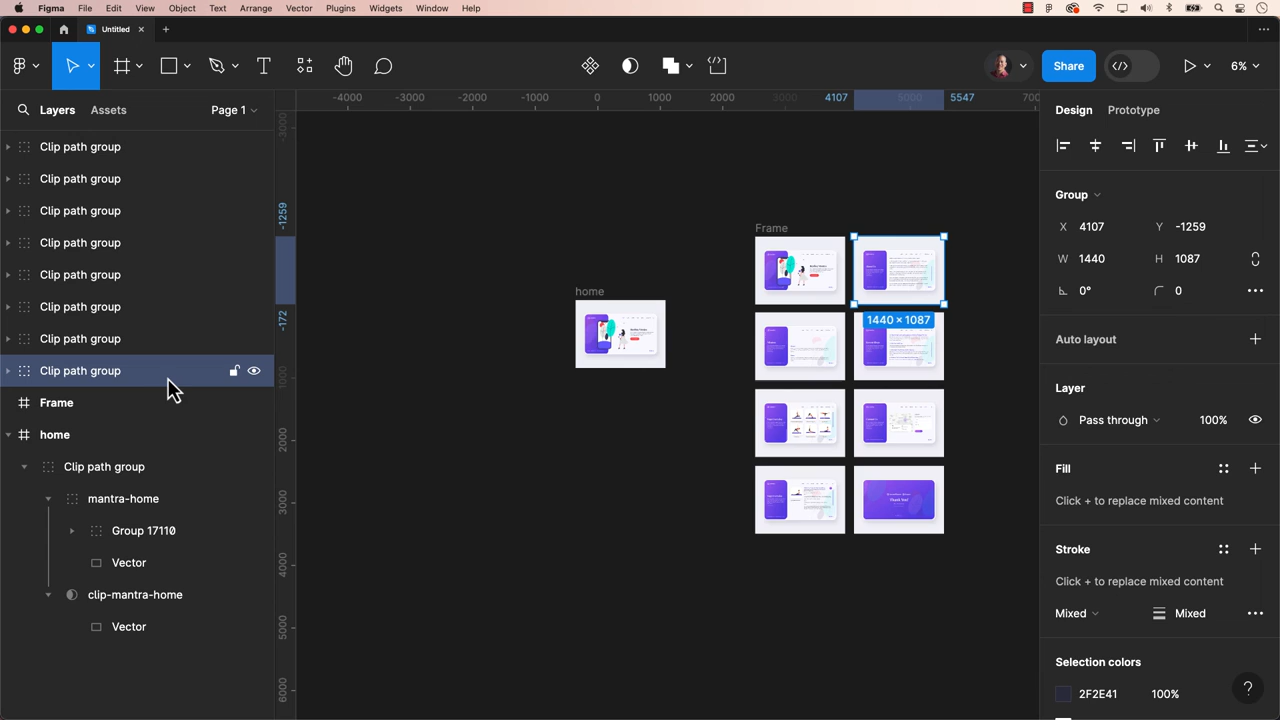 Figma File Edit View Object Text Arrange Vector Plugins Widgets Window Help
Untitled
Share
6%
Layers Assets Page 1
-4000 -3000 -2000 -1000 0 1000 2000 3000 4107 5000 5547 700
Design Prototype
-3000
-1259
-172
1000
2000
3000
4000
5000
6000
Clip path group
Clip path group
Clip path group
Clip path group
Clip path group
Clip path group
Clip path group
Clip path group
Frame
home
Clip path group
mantra-home
Group 17110
Vector
clip-mantra-home
Vector
home
Frame
1440 × 1087
Thank You!
Group
X 4107 Y -1259
W 1440 H 1087
0° 0
Auto layout
Layer
Pass through 100%
Fill
Click + to replace mixed content
Stroke
Click + to replace mixed content
Mixed Mixed
Selection colors
2F2E41 100%
?